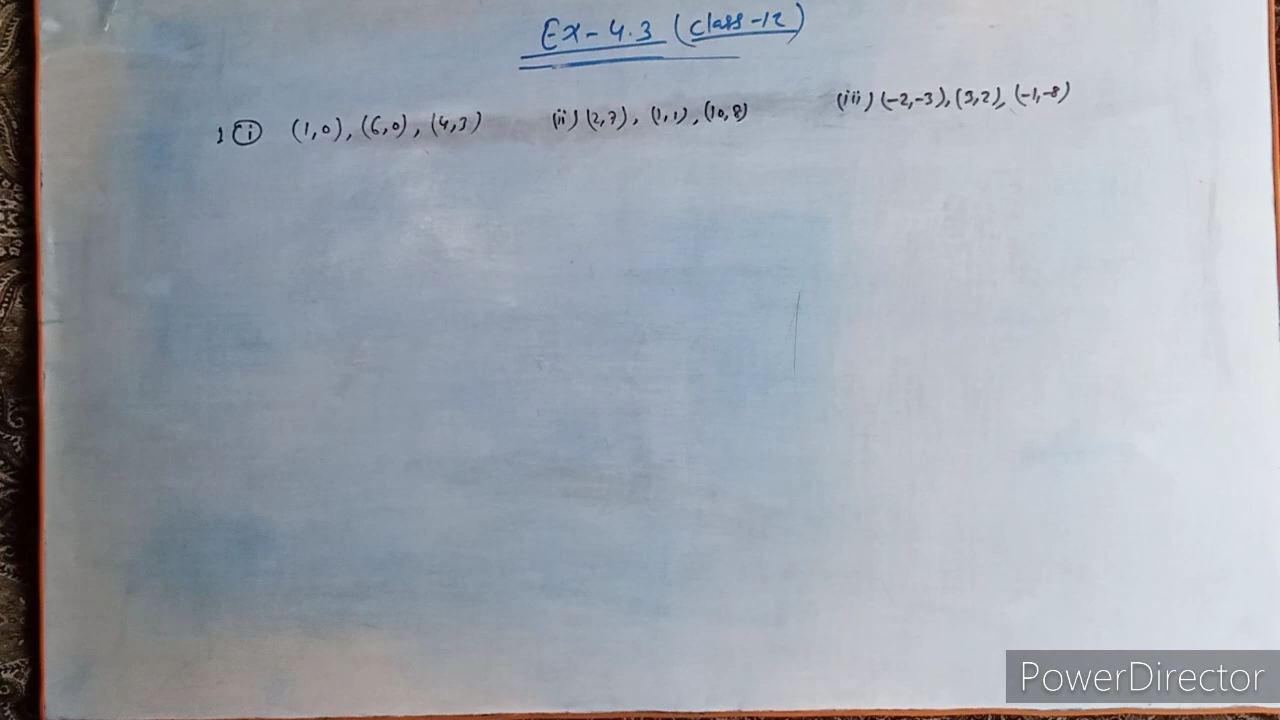 Ex-4.3 (Class-12)
1 (i) (1,0), (6,0), (4,3) (ii) (2,7), (1,1), (10,8) (iii) (-2,-3), (3,2), (-1,-8)
PowerDirector